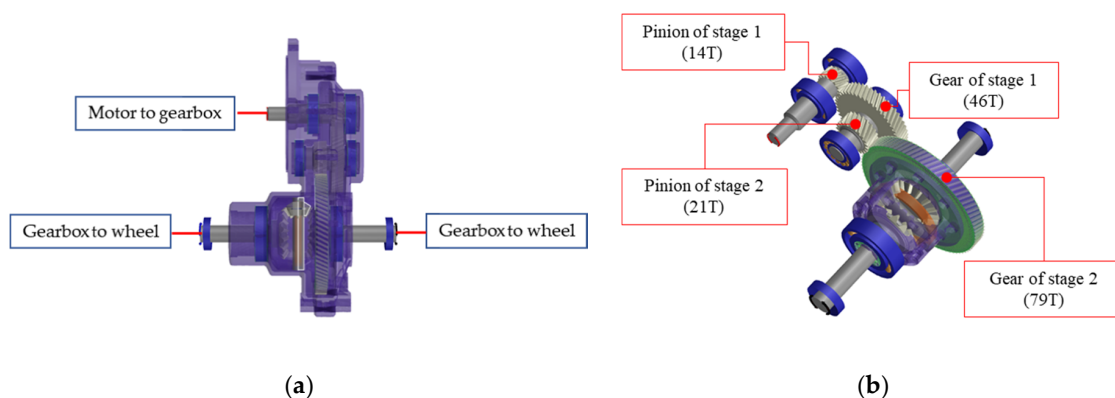 Motor to gearbox
Gearbox to wheel
Gearbox to wheel
(a)
Pinion of stage 1
(14T)
Gear of stage 1
(46T)
Pinion of stage 2
(21T)
Gear of stage 2
(79T)
(b)